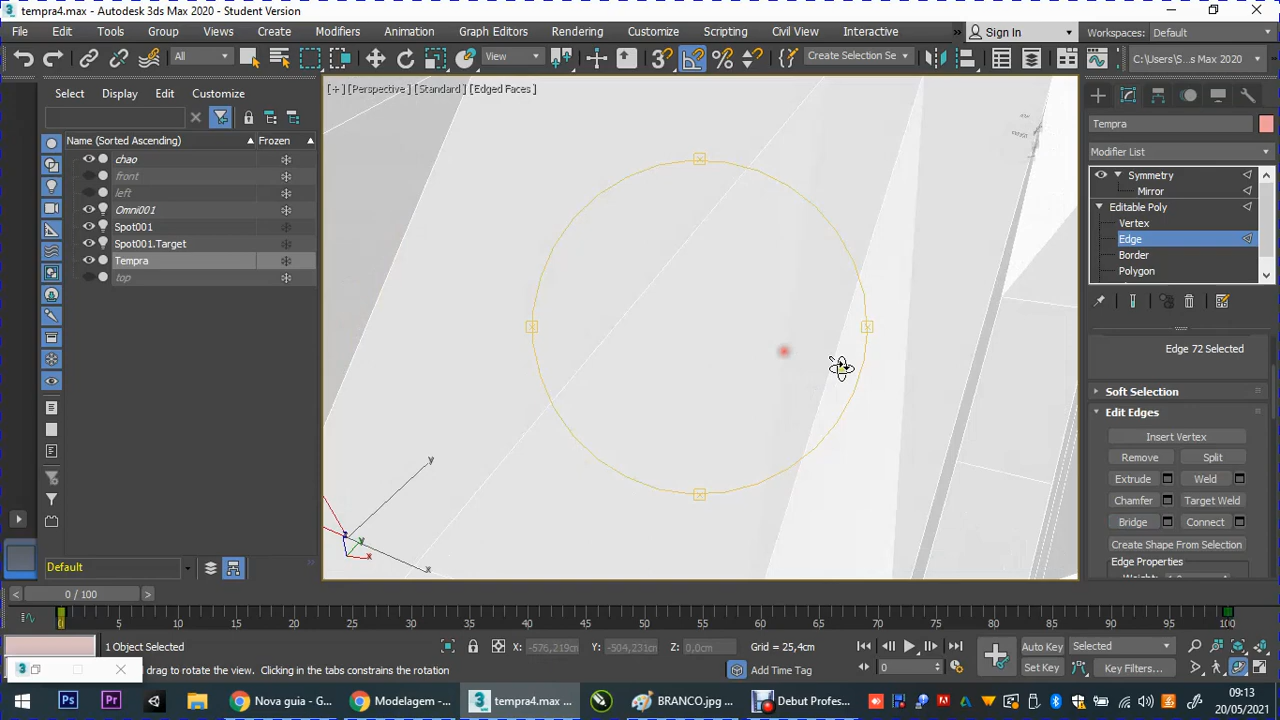 tempra4.max - Autodesk 3ds Max 2020 - Student Version
File Edit Tools Group Views Create Modifiers Animation Graph Editors Rendering Customize Scripting Civil View Interactive » Sign In Workspaces: Default
All View Create Selection Se C:\Users\S...s Max 2020
Select Display Edit Customize
[+] [Perspective] [Standard] [Edged Faces]
Name (Sorted Ascending) Frozen
chao
front
left
Omni001
Spot001
Spot001.Target
Tempra
top
y
x
y
x
Tempra
Modifier List
Symmetry
Mirror
Editable Poly
Vertex
Edge
Border
Polygon
Edge 72 Selected
Soft Selection
Edit Edges
Insert Vertex
Remove Split
Extrude Weld
Chamfer Target Weld
Bridge Connect
Create Shape From Selection
Edge Properties
Default
< 0 / 100 >
0 5 10 15 20 25 30 35 40 45 50 55 60 65 70 75 80 85 90 95 100
1 Object Selected X: -576,219cm Y: -504,231cm Z: 0,0cm Grid = 25,4cm Auto Key Selected
drag to rotate the view. Clicking in the tabs constrains the rotation Add Time Tag 0 Set Key Key Filters...
Ps Pr Nova guia - G... Modelagem - ... tempra4.max ... BRANCO.jpg ... Debut Profes... 09:13
20/05/2021